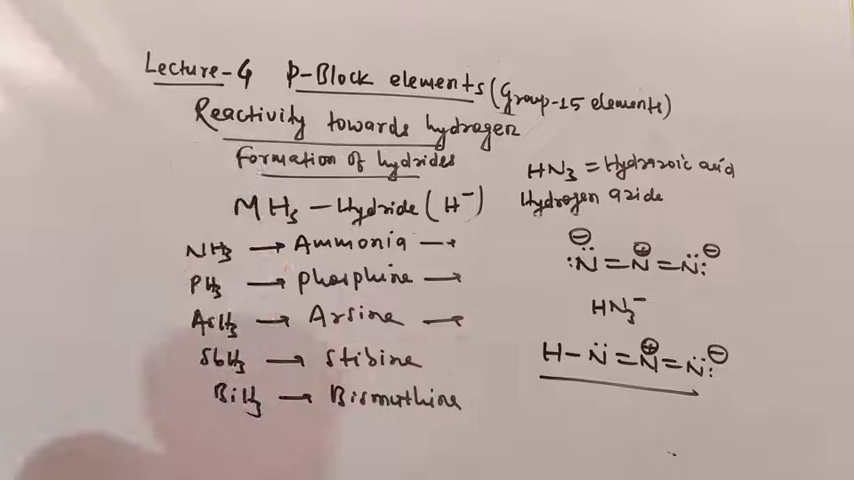 Lecture-4 p-Block elements (Group-15 elements)
Reactivity towards hydrogen
Formation of hydrides
MH₃ – Hydride (H⁻)
NH₃ → Ammonia →
PH₃ → phosphine →
AsH₃ → Arsine →
SbH₃ → Stibine
BiH₃ → Bismuthine
HN₃ = Hydrazoic acid
Hydrogen azide
⊖ ⊕ ⊖
:N̈ = N = N̈:
HN₃⁻
⊕ ⊖
H – N̈ = N = N̈: